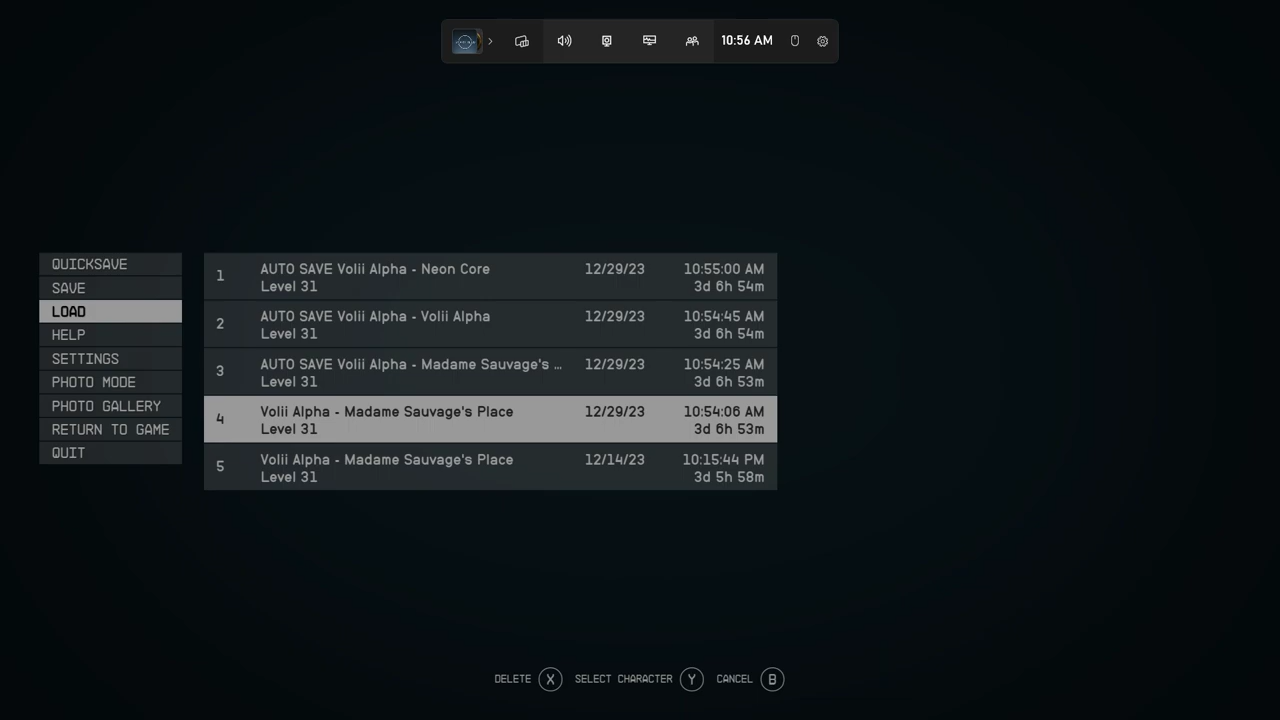 10:56 AM
QUICKSAVE
SAVE
LOAD
HELP
SETTINGS
PHOTO MODE
PHOTO GALLERY
RETURN TO GAME
QUIT
1 AUTO SAVE Volii Alpha - Neon Core 12/29/23 10:55:00 AM
Level 31 3d 6h 54m
2 AUTO SAVE Volii Alpha - Volii Alpha 12/29/23 10:54:45 AM
Level 31 3d 6h 54m
3 AUTO SAVE Volii Alpha - Madame Sauvage's ... 12/29/23 10:54:25 AM
Level 31 3d 6h 53m
4 Volii Alpha - Madame Sauvage's Place 12/29/23 10:54:06 AM
Level 31 3d 6h 53m
5 Volii Alpha - Madame Sauvage's Place 12/14/23 10:15:44 PM
Level 31 3d 5h 58m
DELETE X SELECT CHARACTER Y CANCEL B